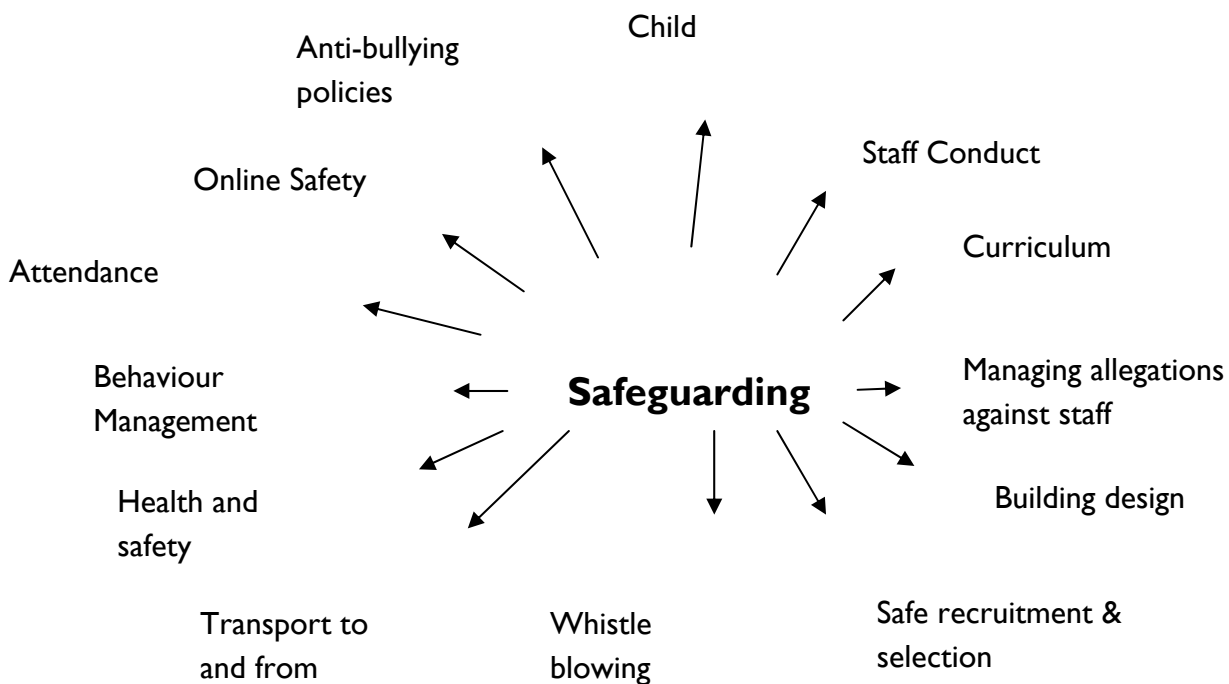 Child
Anti-bullying
policies
Staff Conduct
Online Safety
Curriculum
Attendance
Managing allegations
against staff
Behaviour
Management
Safeguarding
Building design
Health and
safety
Safe recruitment &
selection
Transport to
and from
Whistle
blowing